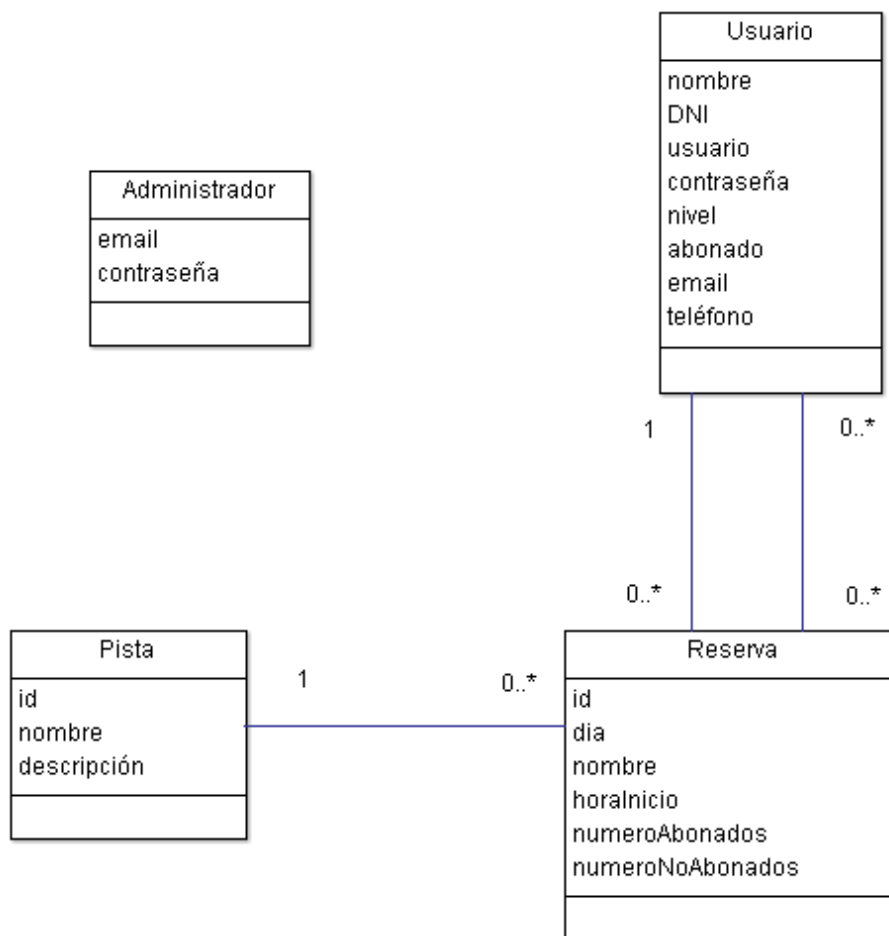 Usuario
nombre
DNI
usuario
contraseña
nivel
abonado
email
teléfono
Administrador
email
contraseña
1
0..*
0..*
0..*
Pista
id
nombre
descripción
1
0..*
Reserva
id
dia
nombre
horaInicio
numeroAbonados
numeroNoAbonados